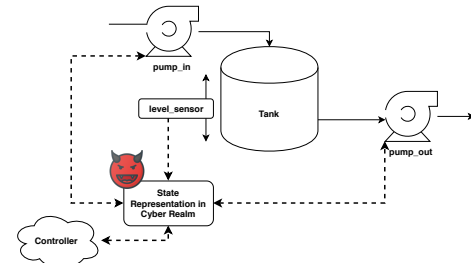 pump_in
level_sensor
Tank
pump_out
State
Representation in
Cyber Realm
Controller